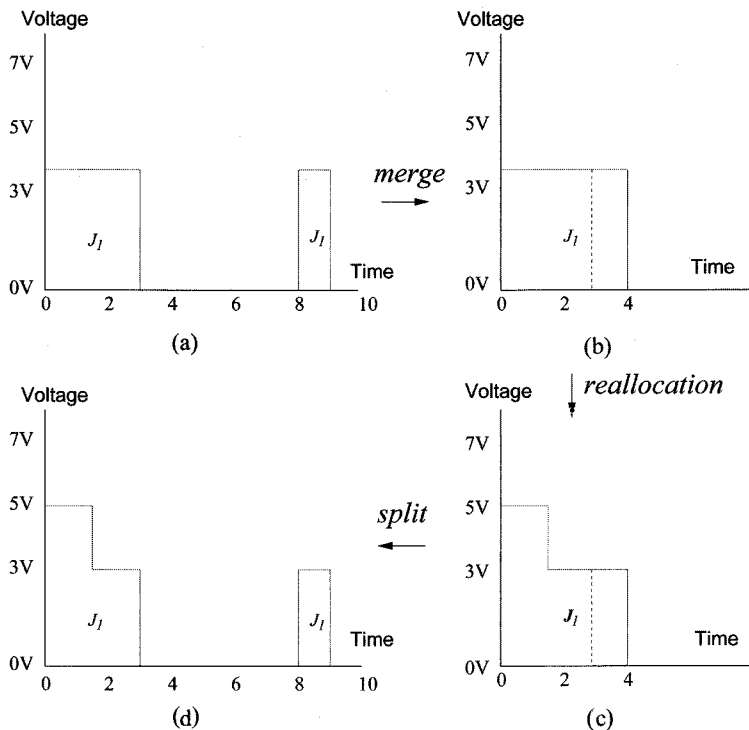 Voltage
7V
5V
3V
0V
J1
J1
Time
0 2 4 6 8 10
(a)
merge
Voltage
7V
5V
3V
0V
J1
Time
0 2 4
(b)
reallocation
Voltage
7V
5V
3V
0V
J1
Time
0 2 4
(c)
split
Voltage
7V
5V
3V
0V
J1
J1
Time
0 2 4 6 8 10
(d)